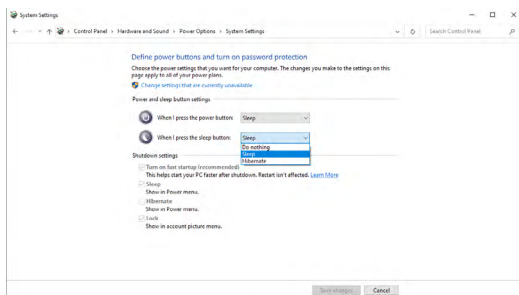 System Settings
Control Panel > Hardware and Sound > Power Options > System Settings
Search Control Panel
Define power buttons and turn on password protection
Choose the power settings that you want for your computer. The changes you make to the settings on this
page apply to all of your power plans.
Change settings that are currently unavailable
Power and sleep button settings
When I press the power button: Sleep
When I press the sleep button: Sleep
Do nothing
Sleep
Hibernate
Shutdown settings
Turn on fast startup (recommended)
This helps start your PC faster after shutdown. Restart isn't affected. Learn More
Sleep
Show in Power menu.
Hibernate
Show in Power menu.
Lock
Show in account picture menu.
Save changes Cancel